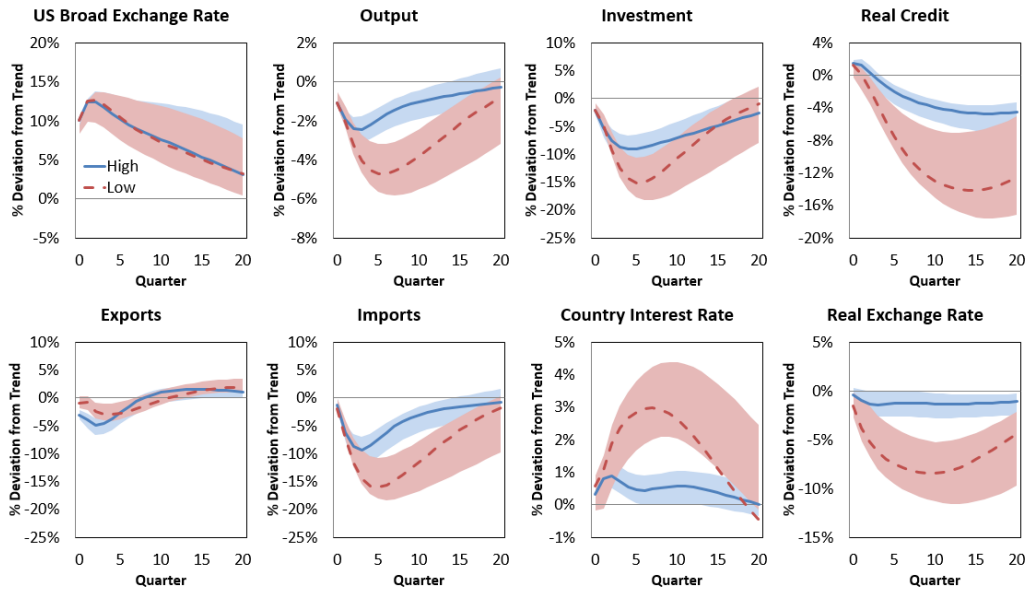 US Broad Exchange Rate
% Deviation from Trend
20%
15%
10%
5%
0%
-5%
High
Low
0 5 10 15 20
Quarter
Output
% Deviation from Trend
2%
0%
-2%
-4%
-6%
-8%
0 5 10 15 20
Quarter
Investment
% Deviation from Trend
10%
5%
0%
-5%
-10%
-15%
-20%
-25%
0 5 10 15 20
Quarter
Real Credit
% Deviation from Trend
4%
0%
-4%
-8%
-12%
-16%
-20%
0 5 10 15 20
Quarter
Exports
% Deviation from Trend
10%
5%
0%
-5%
-10%
-15%
-20%
-25%
0 5 10 15 20
Quarter
Imports
% Deviation from Trend
10%
5%
0%
-5%
-10%
-15%
-20%
-25%
0 5 10 15 20
Quarter
Country Interest Rate
% Deviation from Trend
5%
4%
3%
2%
1%
0%
-1%
0 5 10 15 20
Quarter
Real Exchange Rate
% Deviation from Trend
5%
0%
-5%
-10%
-15%
0 5 10 15 20
Quarter